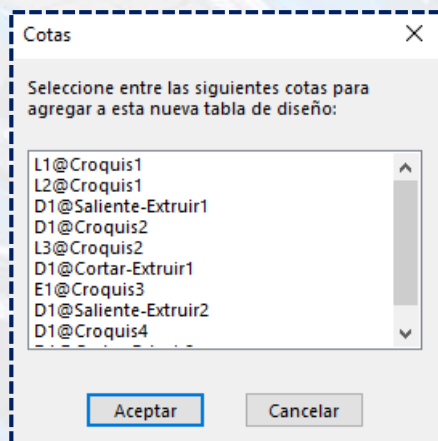 Cotas
Seleccione entre las siguientes cotas para
agregar a esta nueva tabla de diseño:
L1@Croquis1
L2@Croquis1
D1@Saliente-Extruir1
D1@Croquis2
L3@Croquis2
D1@Cortar-Extruir1
E1@Croquis3
D1@Saliente-Extruir2
D1@Croquis4
Aceptar
Cancelar